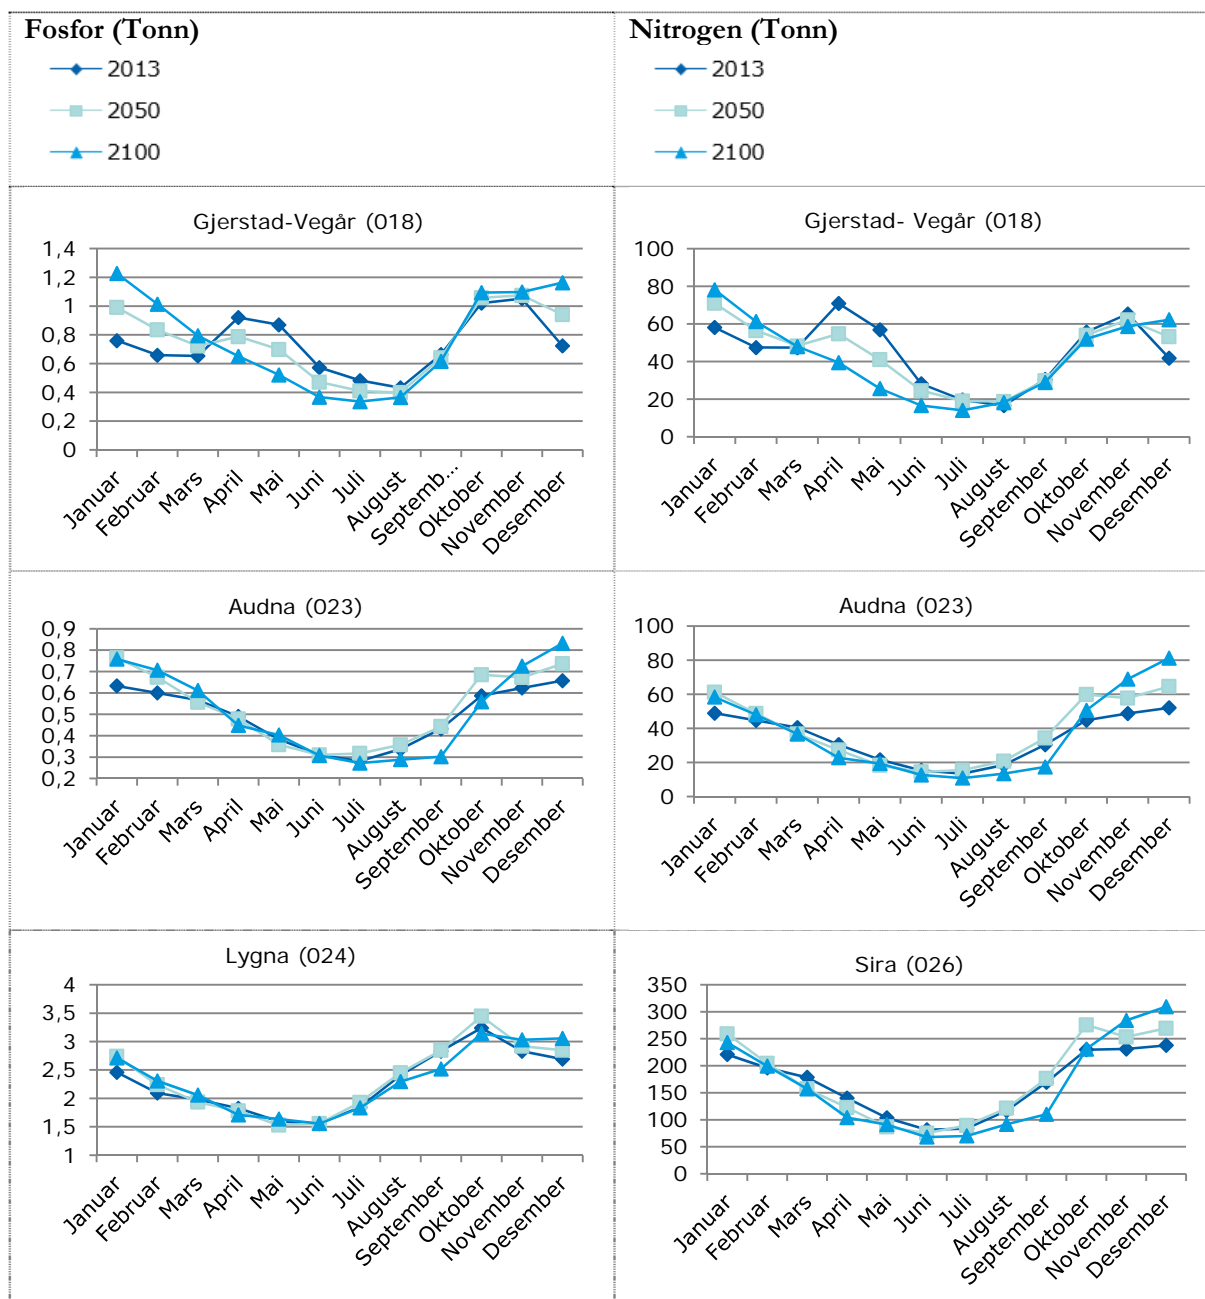 Fosfor (Tonn)
2013
2050
2100
Nitrogen (Tonn)
2013
2050
2100
Gjerstad-Vegår (018)
1,4
1,2
1
0,8
0,6
0,4
0,2
0
Januar
Februar
Mars
April
Mai
Juni
Juli
August
Septemb...
Oktober
November
Desember
Gjerstad- Vegår (018)
100
80
60
40
20
0
Januar
Februar
Mars
April
Mai
Juni
Juli
August
September
Oktober
November
Desember
Audna (023)
0,9
0,8
0,7
0,6
0,5
0,4
0,3
0,2
Januar
Februar
Mars
April
Mai
Juni
Juli
August
September
Oktober
November
Desember
Audna (023)
100
80
60
40
20
0
Januar
Februar
Mars
April
Mai
Juni
Juli
August
September
Oktober
November
Desember
Lygna (024)
4
3,5
3
2,5
2
1,5
1
Januar
Februar
Mars
April
Mai
Juni
Juli
August
September
Oktober
November
Desember
Sira (026)
350
300
250
200
150
100
50
0
Januar
Februar
Mars
April
Mai
Juni
Juli
August
September
Oktober
November
Desember